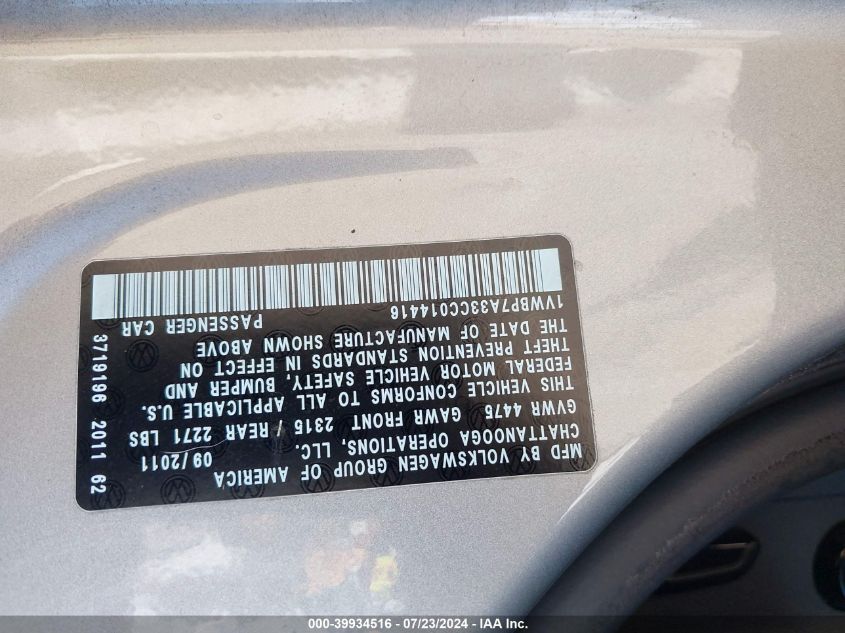 MFD BY VOLKSWAGEN GROUP OF AMERICA
CHATTANOOGA OPERATIONS, LLC. 09/2011
GVWR 4475 GAWR FRONT 2315 / REAR 2271 LBS
THIS VEHICLE CONFORMS TO ALL APPLICABLE U.S.
FEDERAL MOTOR VEHICLE SAFETY, BUMPER AND
THEFT PREVENTION STANDARDS IN EFFECT ON
THE DATE OF MANUFACTURE SHOWN ABOVE
1VWBP7A33CC014416 PASSENGER CAR
3719196 2011 62
000-39934516 / 07/23/2024 - IAA Inc.